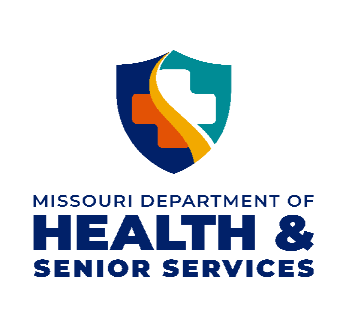 MISSOURI DEPARTMENT OF
HEALTH &
SENIOR SERVICES